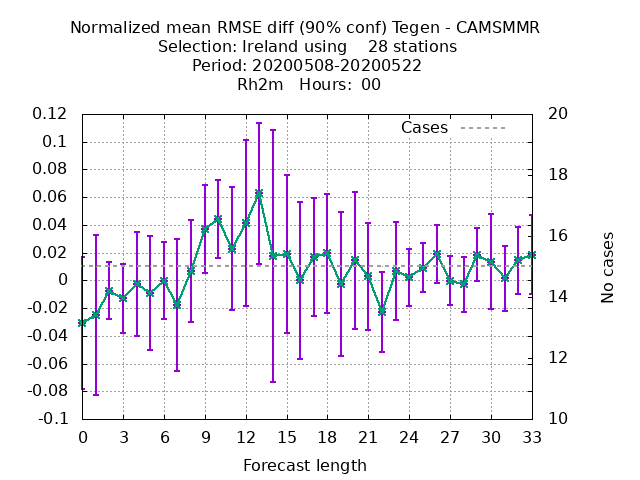 Normalized mean RMSE diff (90% conf) Tegen - CAMSMMR
Selection: Ireland using    28 stations
Period: 20200508-20200522
Rh2m   Hours:  00
0.12
0.1
0.08
0.06
0.04
0.02
0
-0.02
-0.04
-0.06
-0.08
-0.1
Cases
20
18
16
14
12
10
No cases
0 3 6 9 12 15 18 21 24 27 30 33
Forecast length